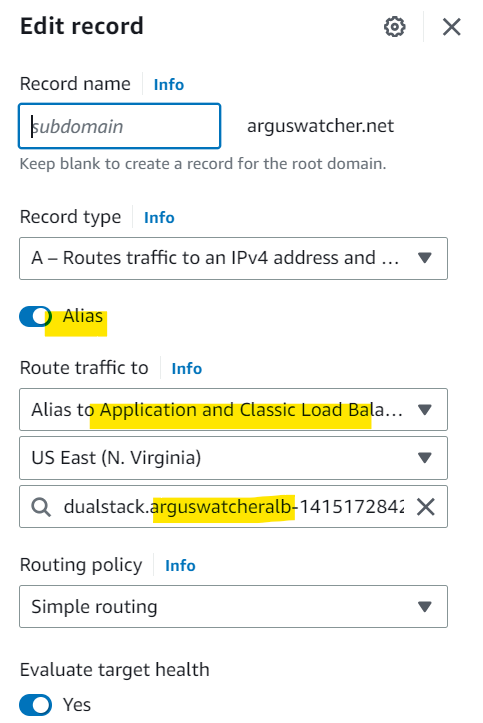 Edit record
Record name Info
subdomain arguswatcher.net
Keep blank to create a record for the root domain.
Record type Info
A – Routes traffic to an IPv4 address and ...
Alias
Route traffic to Info
Alias to Application and Classic Load Bala...
US East (N. Virginia)
dualstack.arguswatcheralb-1415172842
Routing policy Info
Simple routing
Evaluate target health
Yes